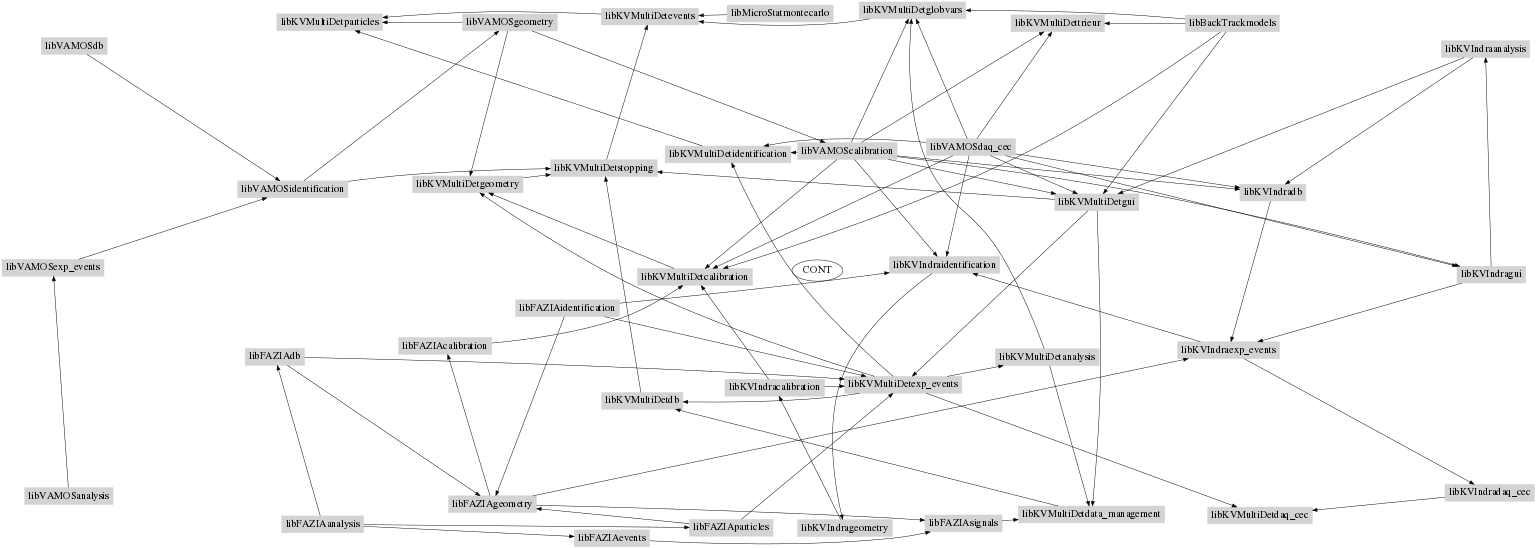 libKVMultiDetglobvars
libMicroStatmontecarlo
libKVMultiDetevents
libKVMultiDetparticles
libVAMOSgeometry
libKVMultiDettrieur
libBackTrackmodels
libVAMOSdb
libKVIndraanalysis
libVAMOSdaq_cec
libVAMOScalibration
libKVMultiDetidentification
libKVMultiDetstopping
libKVMultiDetgeometry
libVAMOSidentification
libKVIndradb
libKVMultiDetgui
libVAMOSexp_events
libKVIndraidentification
CONT
libKVMultiDetcalibration
libKVIndragui
libFAZIAidentification
libFAZIAcalibration
libKVIndraexp_events
libFAZIAdb
libKVMultiDetanalysis
libKVIndracalibration
libKVMultiDetexp_events
libKVMultiDetdb
libVAMOSanalysis
libKVIndradaq_cec
libFAZIAgeometry
libKVMultiDetdata_management
libKVMultiDetdaq_cec
libFAZIAanalysis
libFAZIAparticles
libKVIndrageometry
libFAZIAsignals
libFAZIAevents